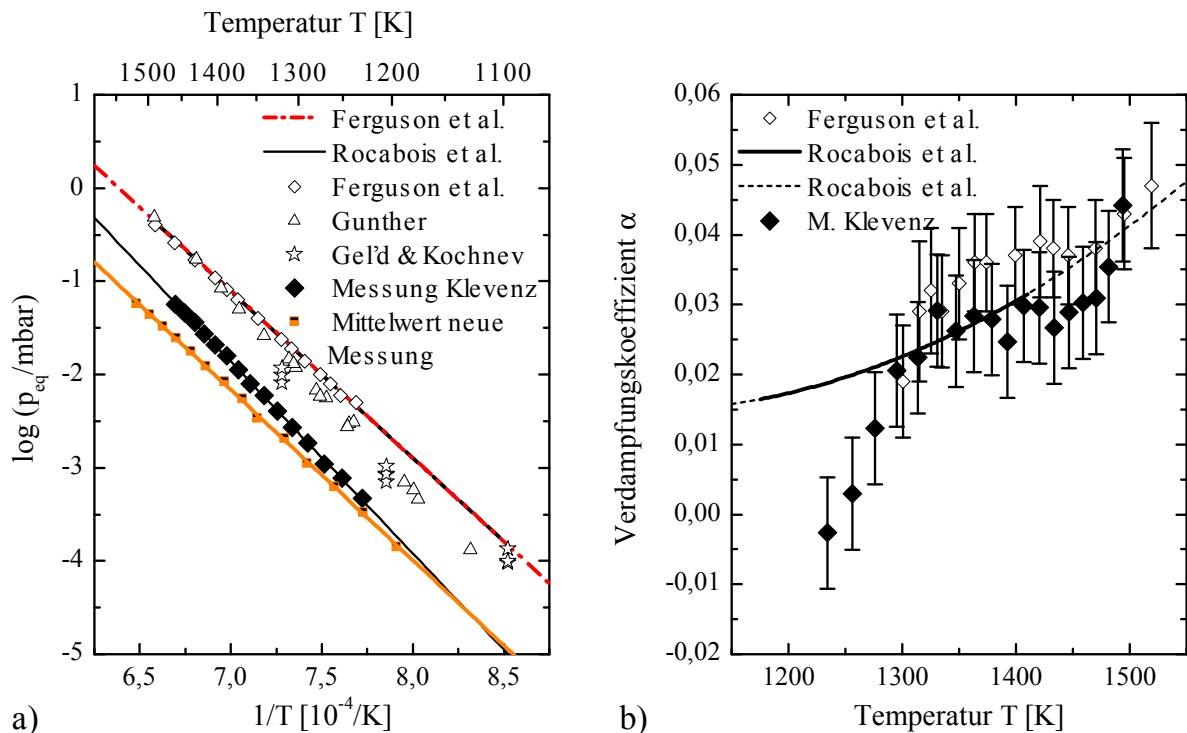 Temperatur T [K]
1500 1400 1300 1200 1100
1
0
-1
-2
-3
-4
-5
log (p_eq/mbar)
Ferguson et al.
Rocabois et al.
Ferguson et al.
Gunther
Gel'd & Kochnev
Messung Klevenz
Mittelwert neue
Messung
6,5 7,0 7,5 8,0 8,5
1/T [10^-4/K]
a)
0,06
0,05
0,04
0,03
0,02
0,01
0,00
-0,01
-0,02
Verdampfungskoeffizient α
Ferguson et al.
Rocabois et al.
Rocabois et al.
M. Klevenz
1200 1300 1400 1500
Temperatur T [K]
b)